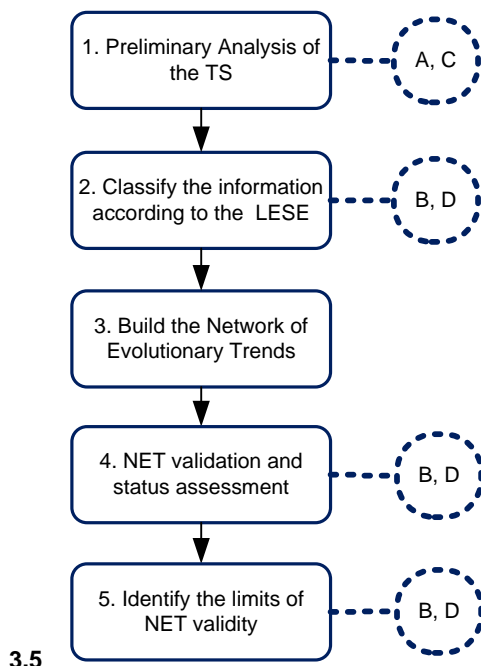 1. Preliminary Analysis of
the TS
A, C
2. Classify the information
according to the LESE
B, D
3. Build the Network of
Evolutionary Trends
4. NET validation and
status assessment
B, D
5. Identify the limits of
NET validity
B, D
3.5